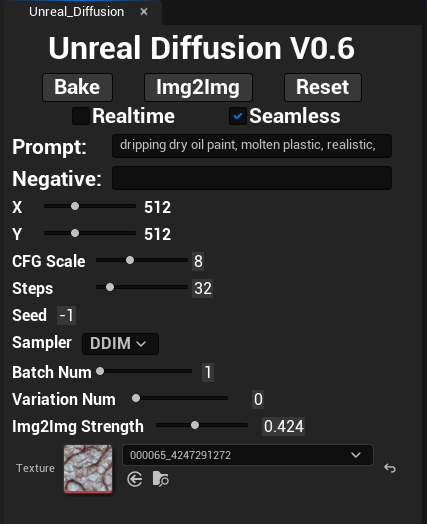 Unreal_Diffusion ×
Unreal Diffusion V0.6
Bake Img2Img Reset
Realtime Seamless
Prompt: dripping dry oil paint, molten plastic, realistic,
Negative:
X 512
Y 512
CFG Scale 8
Steps 32
Seed -1
Sampler DDIM
Batch Num 1
Variation Num 0
Img2Img Strength 0.424
Texture 000065_4247291272